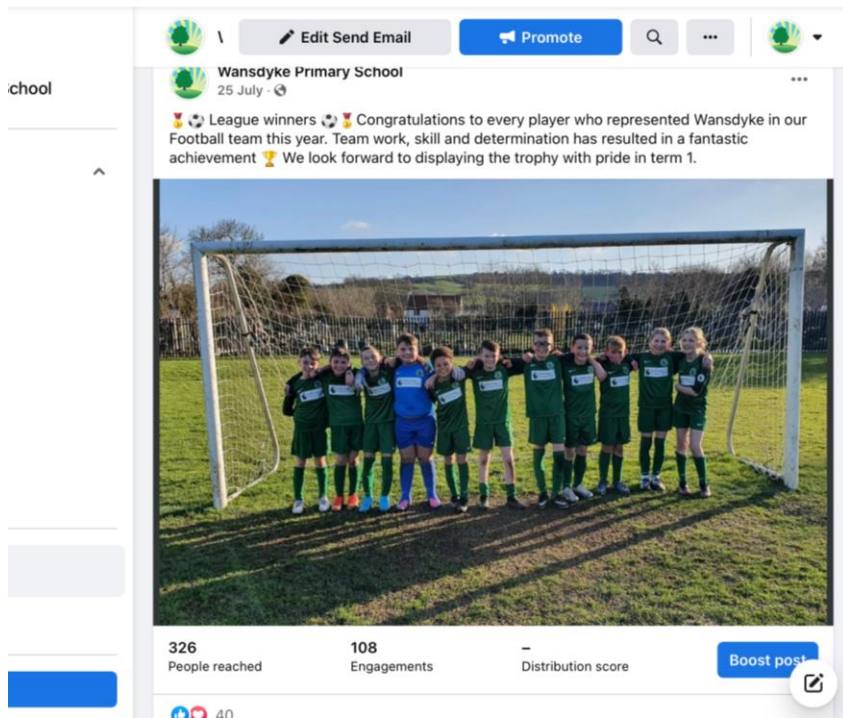 \ Edit Send Email Promote
chool
Wansdyke Primary School
25 July ·
🏅⚽ League winners ⚽🏅 Congratulations to every player who represented Wansdyke in our
Football team this year. Team work, skill and determination has resulted in a fantastic
achievement 🏆 We look forward to displaying the trophy with pride in term 1.
326 108 –
People reached Engagements Distribution score
Boost post
40